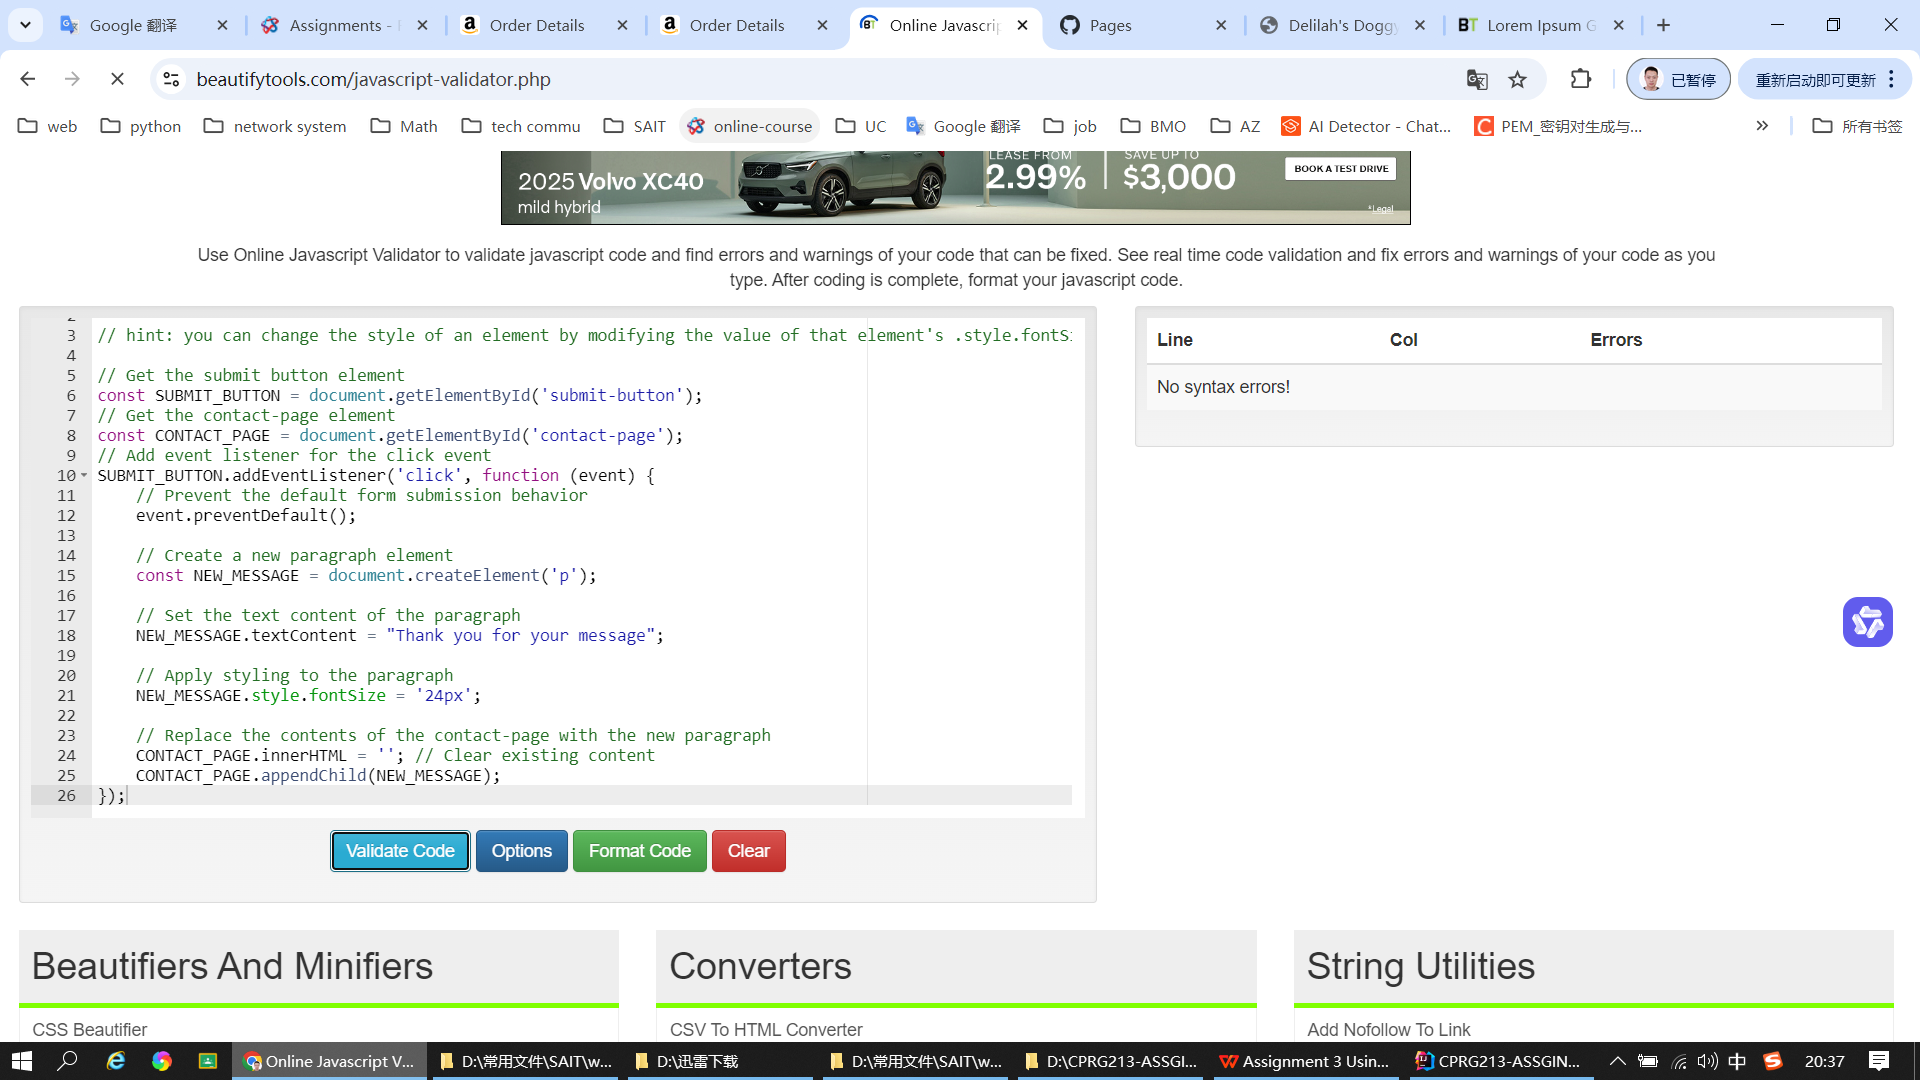 Google 翻译
Assignments -
Order Details
Order Details
Online Javascrip
Pages
Delilah's Doggy
BT Lorem Ipsum G
beautifytools.com/javascript-validator.php
已暂停
重新启动即可更新
web
python
network system
Math
tech commu
SAIT
online-course
UC
Google 翻译
job
BMO
AZ
AI Detector - Chat...
PEM_密钥对生成与...
所有书签
2025 Volvo XC40
mild hybrid
LEASE FROM
2.99%
SAVE UP TO
$3,000
BOOK A TEST DRIVE
*Legal
Use Online Javascript Validator to validate javascript code and find errors and warnings of your code that can be fixed. See real time code validation and fix errors and warnings of your code as you
type. After coding is complete, format your javascript code.
2
3 // hint: you can change the style of an element by modifying the value of that element's .style.fontSi
4
5 // Get the submit button element
6 const SUBMIT_BUTTON = document.getElementById('submit-button');
7 // Get the contact-page element
8 const CONTACT_PAGE = document.getElementById('contact-page');
9 // Add event listener for the click event
10 SUBMIT_BUTTON.addEventListener('click', function (event) {
11 // Prevent the default form submission behavior
12 event.preventDefault();
13
14 // Create a new paragraph element
15 const NEW_MESSAGE = document.createElement('p');
16
17 // Set the text content of the paragraph
18 NEW_MESSAGE.textContent = "Thank you for your message";
19
20 // Apply styling to the paragraph
21 NEW_MESSAGE.style.fontSize = '24px';
22
23 // Replace the contents of the contact-page with the new paragraph
24 CONTACT_PAGE.innerHTML = ''; // Clear existing content
25 CONTACT_PAGE.appendChild(NEW_MESSAGE);
26 });
Line Col Errors
No syntax errors!
Validate Code
Options
Format Code
Clear
Beautifiers And Minifiers
CSS Beautifier
Converters
CSV To HTML Converter
String Utilities
Add Nofollow To Link
Online Javascript V...
D:\常用文件\SAIT\w...
D:\迅雷下载
D:\常用文件\SAIT\w...
D:\CPRG213-ASSGI...
Assignment 3 Usin...
CPRG213-ASSGIN...
中
20:37